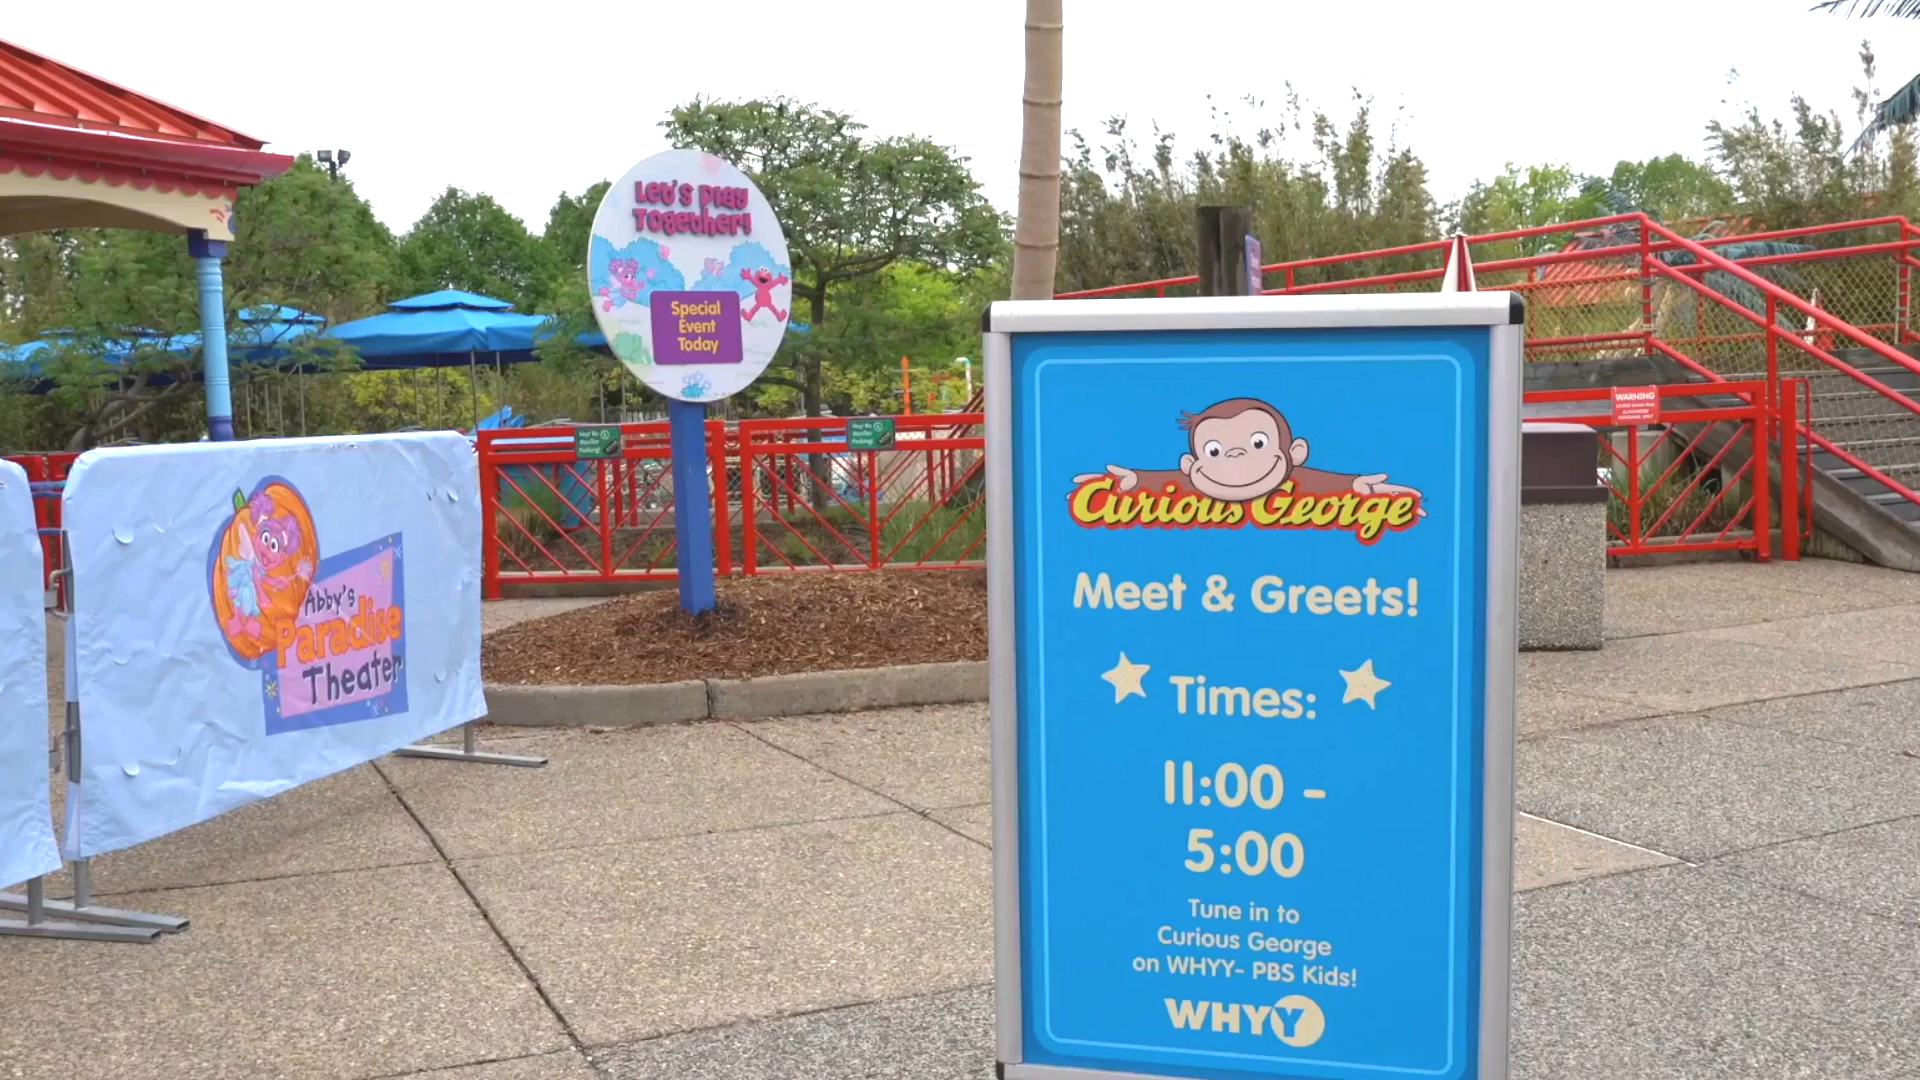 Let's Play
Together!
Special
Event
Today
Abby's
Paradise
Theater
WARNING
Curious George
Meet & Greets!
Times:
11:00 -
5:00
Tune in to
Curious George
on WHYY- PBS Kids!
WHYY